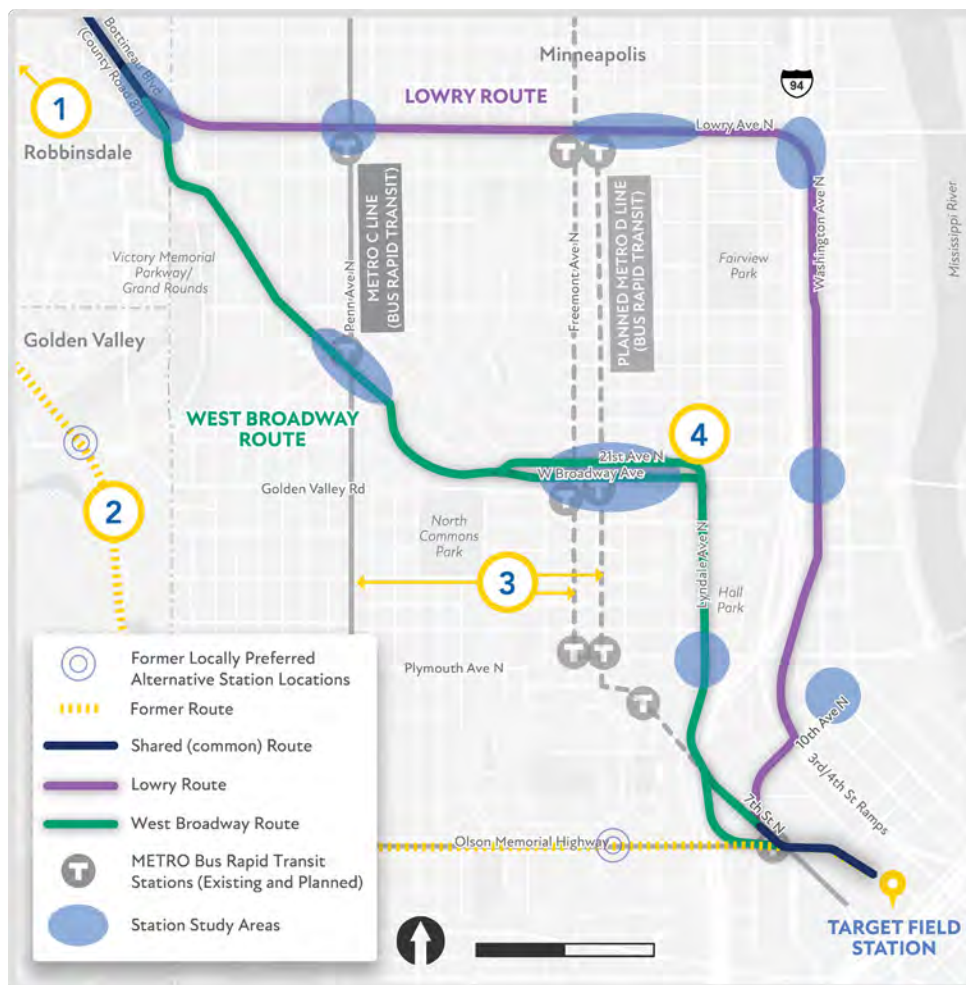 Minneapolis
94
Bottineau Blvd
(County Road 81)
LOWRY ROUTE
Lowry Ave N
1
Robbinsdale
METRO C LINE
(BUS RAPID TRANSIT)
Penn Ave N
T
T
T
Freemont Ave N
PLANNED METRO D LINE
(BUS RAPID TRANSIT)
Washington Ave N
Mississippi River
Victory Memorial
Parkway/
Grand Rounds
Fairview
Park
Golden Valley
T
WEST BROADWAY
ROUTE
4
21st Ave N
W Broadway Ave
T
T
2
Golden Valley Rd
North
Commons
Park
Lyndale Ave N
3
Hall
Park
T
T
Plymouth Ave N
T
10th Ave N
3rd/4th St Ramps
7th St N
Olson Memorial Highway
T
TARGET FIELD
STATION
Former Locally Preferred
Alternative Station Locations
Former Route
Shared (common) Route
Lowry Route
West Broadway Route
T
METRO Bus Rapid Transit
Stations (Existing and Planned)
Station Study Areas